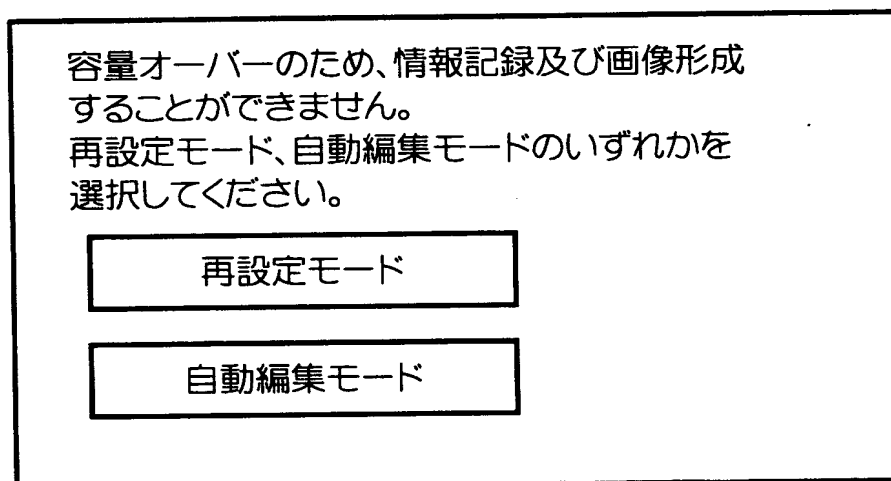 容量オーバーのため、情報記録及び画像形成
することができません。
再設定モード、自動編集モードのいずれかを
選択してください。
再設定モード
自動編集モード